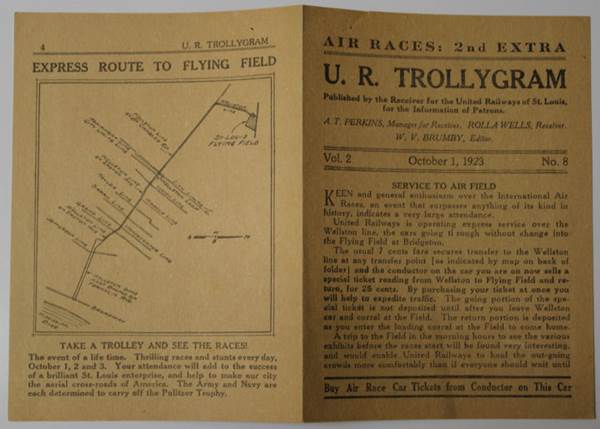 4
U. R. TROLLYGRAM
EXPRESS ROUTE TO FLYING FIELD
ST. LOUIS
FLYING FIELD
BROADWAY
TAKE A TROLLEY AND SEE THE RACES!
The event of a life time. Thrilling races and stunts every day,
October 1, 2 and 3. Your attendance will add to the success
of a brilliant St. Louis enterprise, and help to make our city
the aerial cross-roads of America. The Army and Navy are
each determined to carry off the Pulitzer Trophy.
AIR RACES: 2nd EXTRA
U. R. TROLLYGRAM
Published by the Receiver for the United Railways of St. Louis,
for the Information of Patrons.
A. T. PERKINS, Manager for Receiver. ROLLA WELLS, Receiver.
W. V. BRUMBY, Editor.
Vol. 2 October 1, 1923 No. 8
SERVICE TO AIR FIELD
KEEN and general enthusiasm over the International Air
Races, an event that surpasses anything of its kind in
history, indicates a very large attendance.
United Railways is operating express service over the
Wellston line, the cars going through without change into
the Flying Field at Bridgeton.
The usual 7 cents fare secures transfer to the Wellston
line at any transfer point [as indicated by map on back of
folder] and the conductor on the car you are on now sells a
special ticket reading from Wellston to Flying Field and re-
turn, for 25 cents. By purchasing your ticket at once you
will help to expedite traffic. The going portion of the spe-
cial ticket is not deposited until after you leave Wellston
car and corral at the Field. The return portion is deposited
as you enter the loading corral at the Field to come home.
A trip to the Field in the morning hours to see the various
exhibits before the races start will be found very interesting,
and would enable United Railways to haul the out-going
crowds more comfortably than if everyone should wait until
Buy Air Race Car Tickets from Conductor on This Car